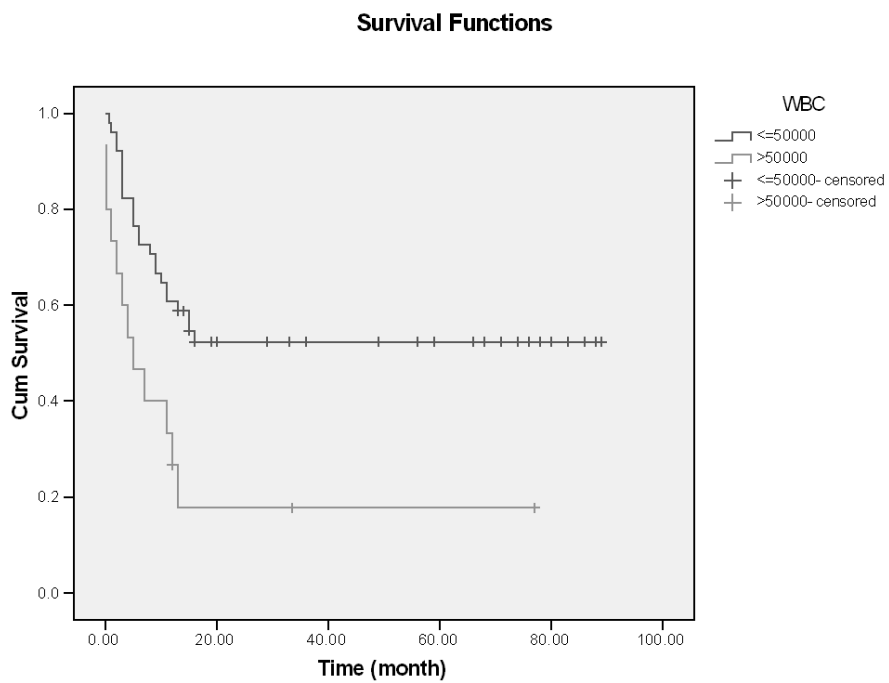 Survival Functions
WBC
<=50000
>50000
<=50000- censored
>50000- censored
Cum Survival
1.0
0.8
0.6
0.4
0.2
0.0
0.00 20.00 40.00 60.00 80.00 100.00
Time (month)